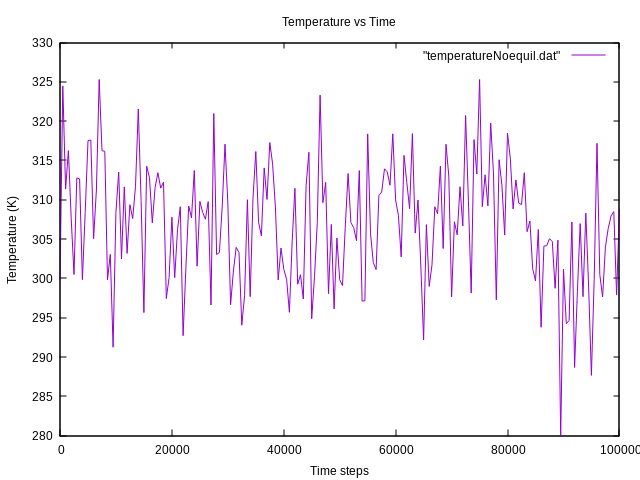 Temperature vs Time
"temperatureNoequil.dat"
Temperature (K)
330
325
320
315
310
305
300
295
290
285
280
0 20000 40000 60000 80000 100000
Time steps